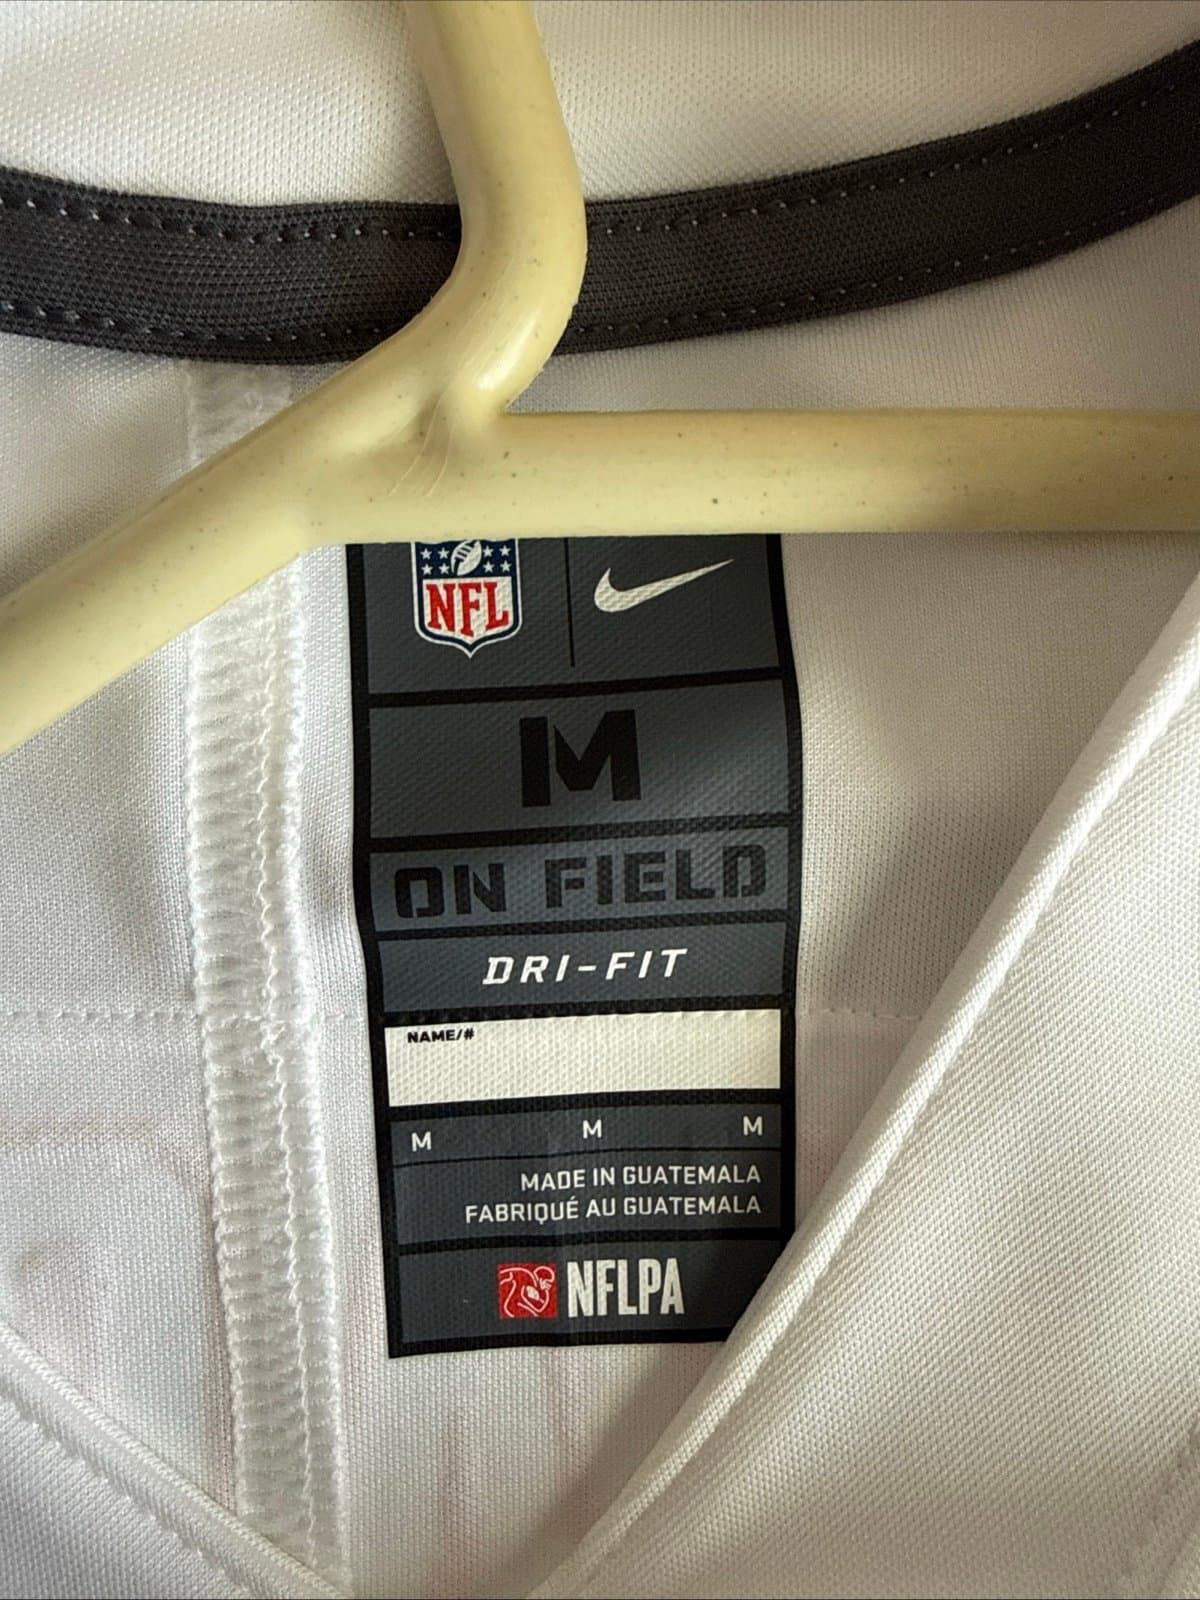 NFL
M
ON FIELD
DRI-FIT
NAME/#
M M M
MADE IN GUATEMALA
FABRIQUÉ AU GUATEMALA
NFLPA